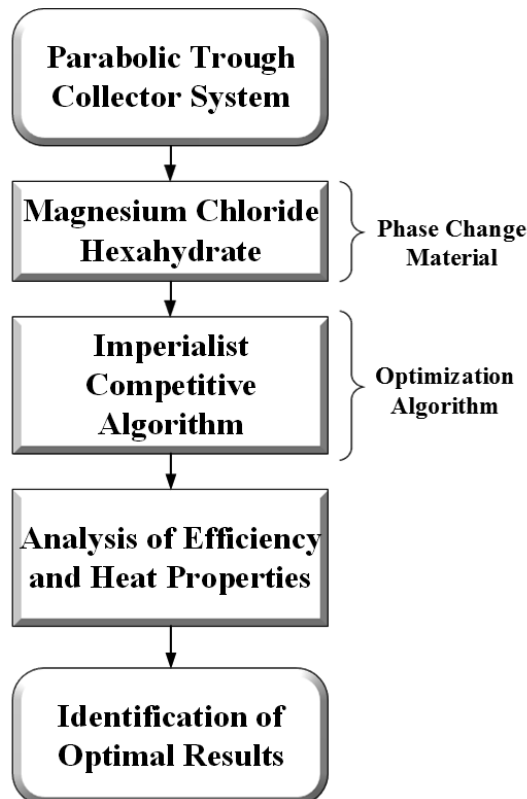 Parabolic Trough
Collector System
Magnesium Chloride
Hexahydrate
Phase Change
Material
Imperialist
Competitive
Algorithm
Optimization
Algorithm
Analysis of Efficiency
and Heat Properties
Identification of
Optimal Results